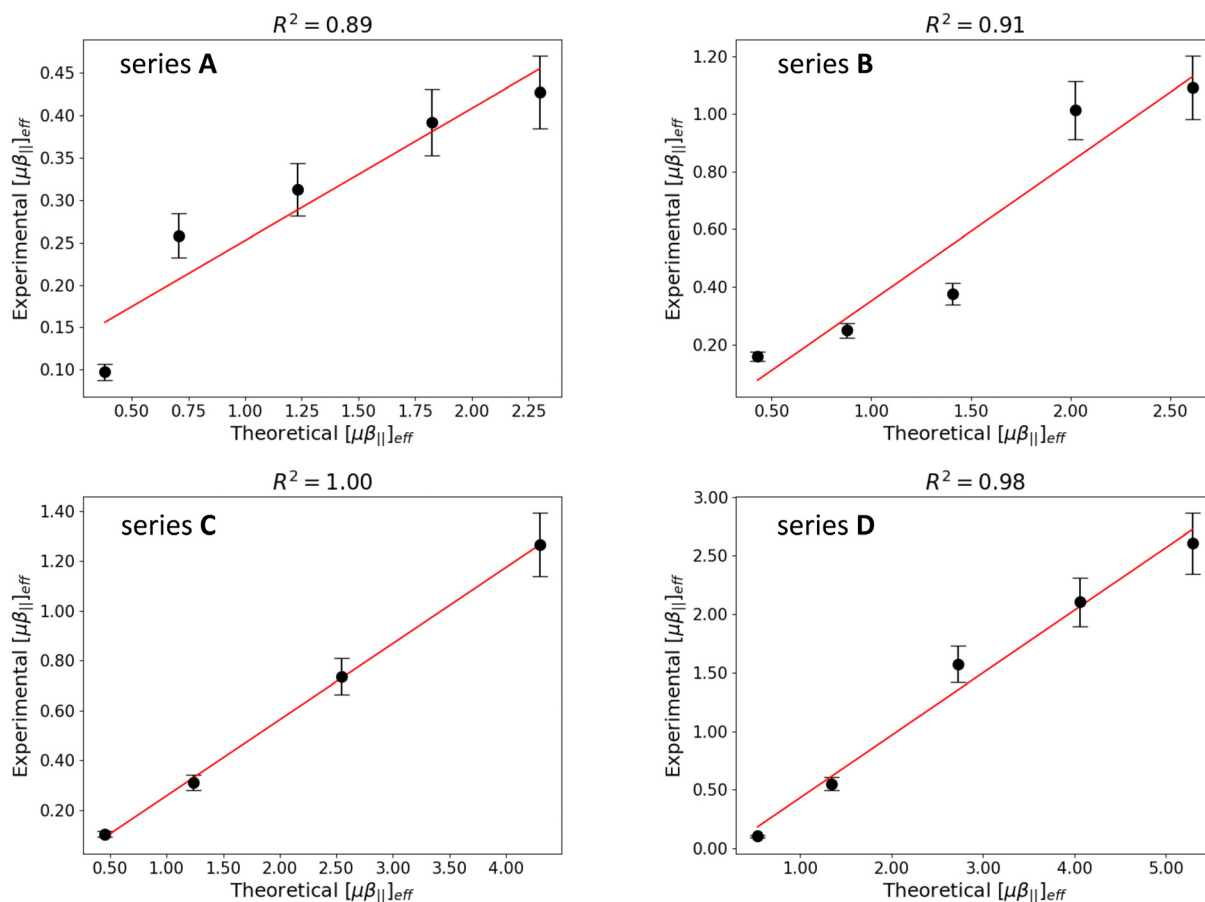 R² = 0.89
series A
0.45
0.40
0.35
0.30
0.25
0.20
0.15
0.10
Experimental [μβ||]eff
0.50 0.75 1.00 1.25 1.50 1.75 2.00 2.25
Theoretical [μβ||]eff
R² = 0.91
series B
1.20
1.00
0.80
0.60
0.40
0.20
Experimental [μβ||]eff
0.50 1.00 1.50 2.00 2.50
Theoretical [μβ||]eff
R² = 1.00
series C
1.40
1.20
1.00
0.80
0.60
0.40
0.20
Experimental [μβ||]eff
0.50 1.00 1.50 2.00 2.50 3.00 3.50 4.00
Theoretical [μβ||]eff
R² = 0.98
series D
3.00
2.50
2.00
1.50
1.00
0.50
0.00
Experimental [μβ||]eff
1.00 2.00 3.00 4.00 5.00
Theoretical [μβ||]eff